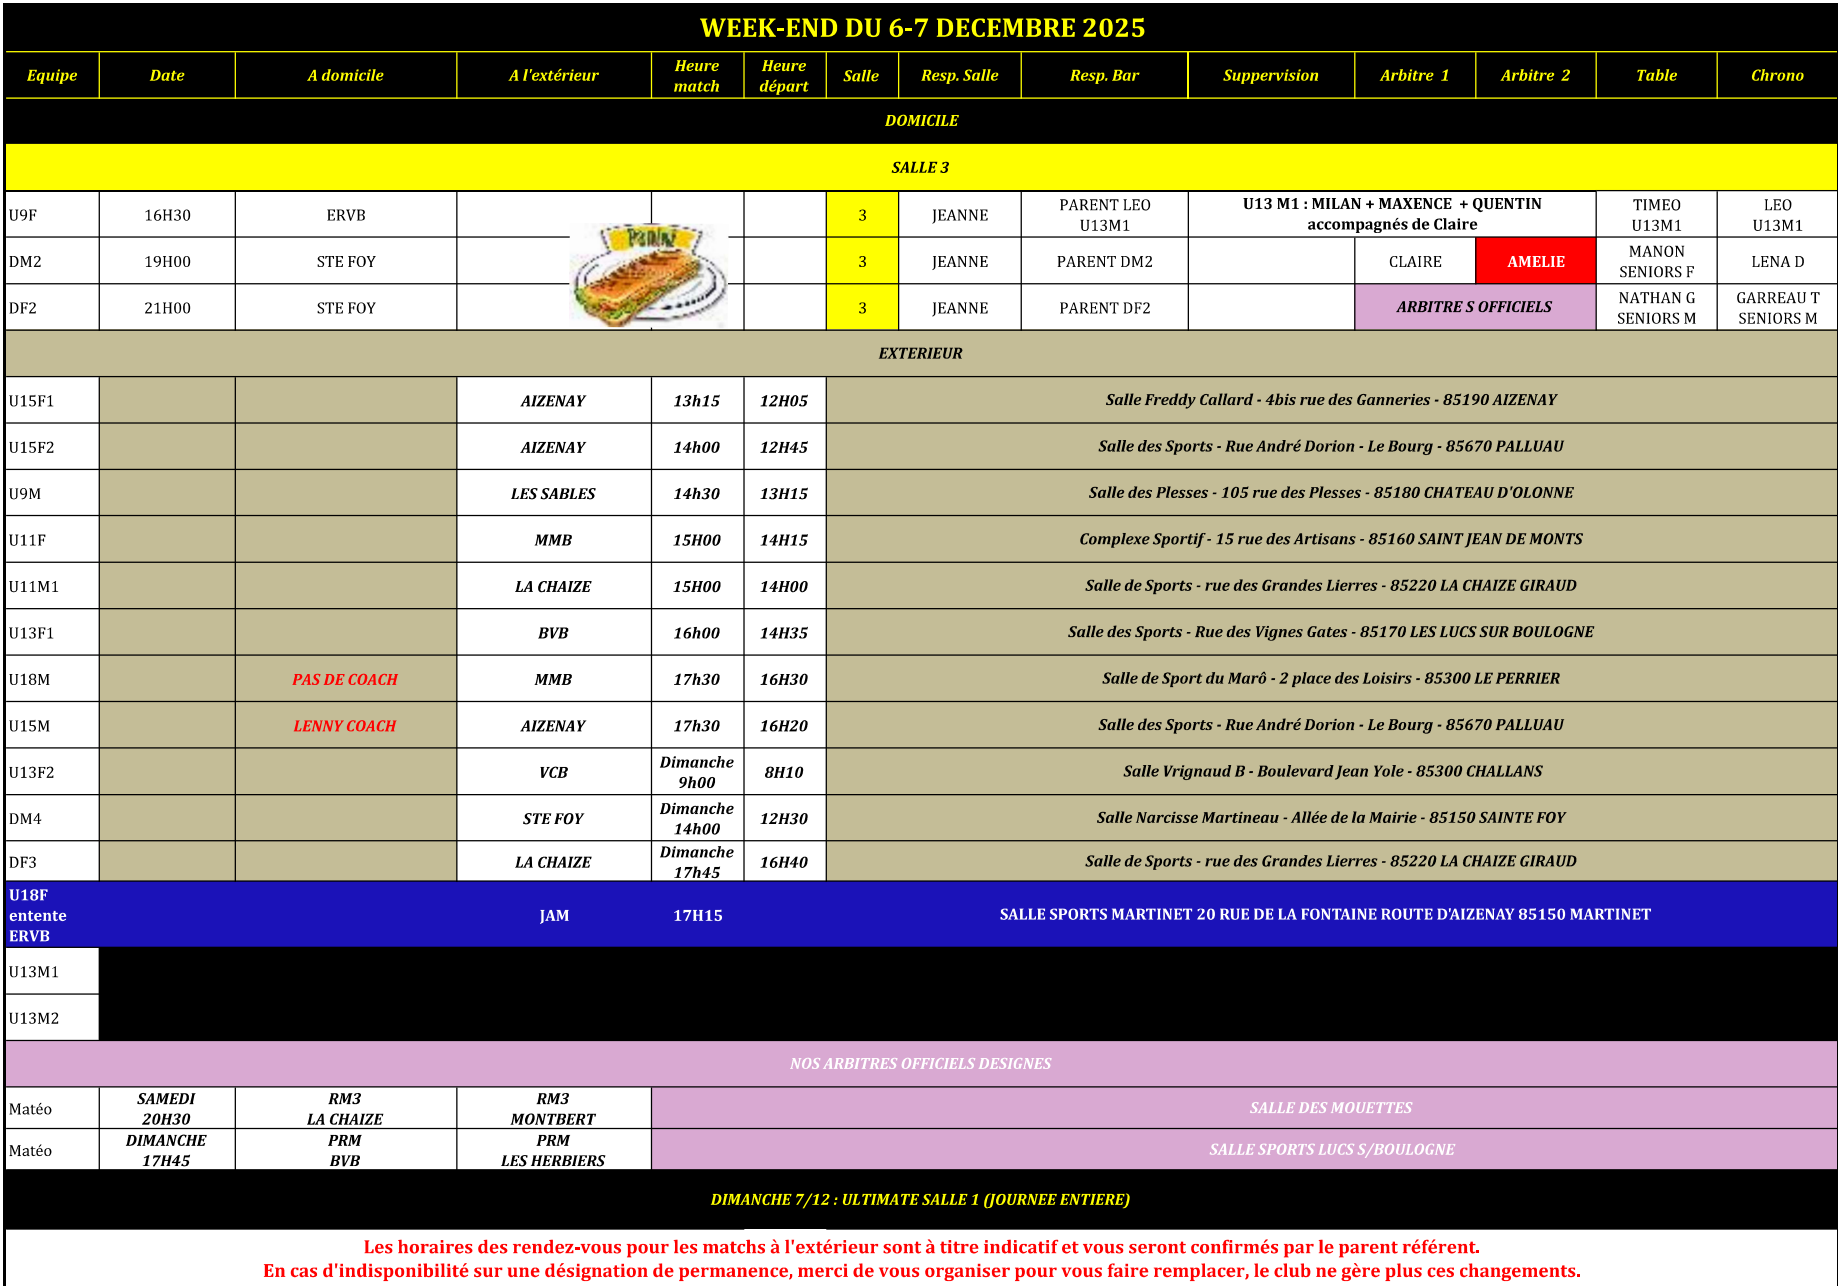 WEEK-END DU 6-7 DECEMBRE 2025
Equipe Date A domicile A l'extérieur Heure match Heure départ Salle Resp. Salle Resp. Bar Suppervision Arbitre 1 Arbitre 2 Table Chrono
DOMICILE
SALLE 3
U9F 16H30 ERVB 3 JEANNE PARENT LEO U13M1 U13 M1 : MILAN + MAXENCE + QUENTIN accompagnés de Claire TIMEO U13M1 LEO U13M1
PANINI
DM2 19H00 STE FOY 3 JEANNE PARENT DM2 CLAIRE AMELIE MANON SENIORS F LENA D
DF2 21H00 STE FOY 3 JEANNE PARENT DF2 ARBITRE S OFFICIELS NATHAN G SENIORS M GARREAU T SENIORS M
EXTERIEUR
U15F1 AIZENAY 13h15 12H05 Salle Freddy Callard - 4bis rue des Ganneries - 85190 AIZENAY
U15F2 AIZENAY 14h00 12H45 Salle des Sports - Rue André Dorion - Le Bourg - 85670 PALLUAU
U9M LES SABLES 14h30 13H15 Salle des Plesses - 105 rue des Plesses - 85180 CHATEAU D'OLONNE
U11F MMB 15H00 14H15 Complexe Sportif - 15 rue des Artisans - 85160 SAINT JEAN DE MONTS
U11M1 LA CHAIZE 15H00 14H00 Salle de Sports - rue des Grandes Lierres - 85220 LA CHAIZE GIRAUD
U13F1 BVB 16h00 14H35 Salle des Sports - Rue des Vignes Gates - 85170 LES LUCS SUR BOULOGNE
U18M PAS DE COACH MMB 17h30 16H30 Salle de Sport du Marô - 2 place des Loisirs - 85300 LE PERRIER
U15M LENNY COACH AIZENAY 17h30 16H20 Salle des Sports - Rue André Dorion - Le Bourg - 85670 PALLUAU
U13F2 VCB Dimanche 9h00 8H10 Salle Vrignaud B - Boulevard Jean Yole - 85300 CHALLANS
DM4 STE FOY Dimanche 14h00 12H30 Salle Narcisse Martineau - Allée de la Mairie - 85150 SAINTE FOY
DF3 LA CHAIZE Dimanche 17h45 16H40 Salle de Sports - rue des Grandes Lierres - 85220 LA CHAIZE GIRAUD
U18F entente ERVB JAM 17H15 SALLE SPORTS MARTINET 20 RUE DE LA FONTAINE ROUTE D'AIZENAY 85150 MARTINET
U13M1
U13M2
NOS ARBITRES OFFICIELS DESIGNES
Matéo SAMEDI 20H30 RM3 LA CHAIZE RM3 MONTBERT SALLE DES MOUETTES
Matéo DIMANCHE 17H45 PRM BVB PRM LES HERBIERS SALLE SPORTS LUCS S/BOULOGNE
DIMANCHE 7/12 : ULTIMATE SALLE 1 (JOURNEE ENTIERE)
Les horaires des rendez-vous pour les matchs à l'extérieur sont à titre indicatif et vous seront confirmés par le parent référent.
En cas d'indisponibilité sur une désignation de permanence, merci de vous organiser pour vous faire remplacer, le club ne gère plus ces changements.